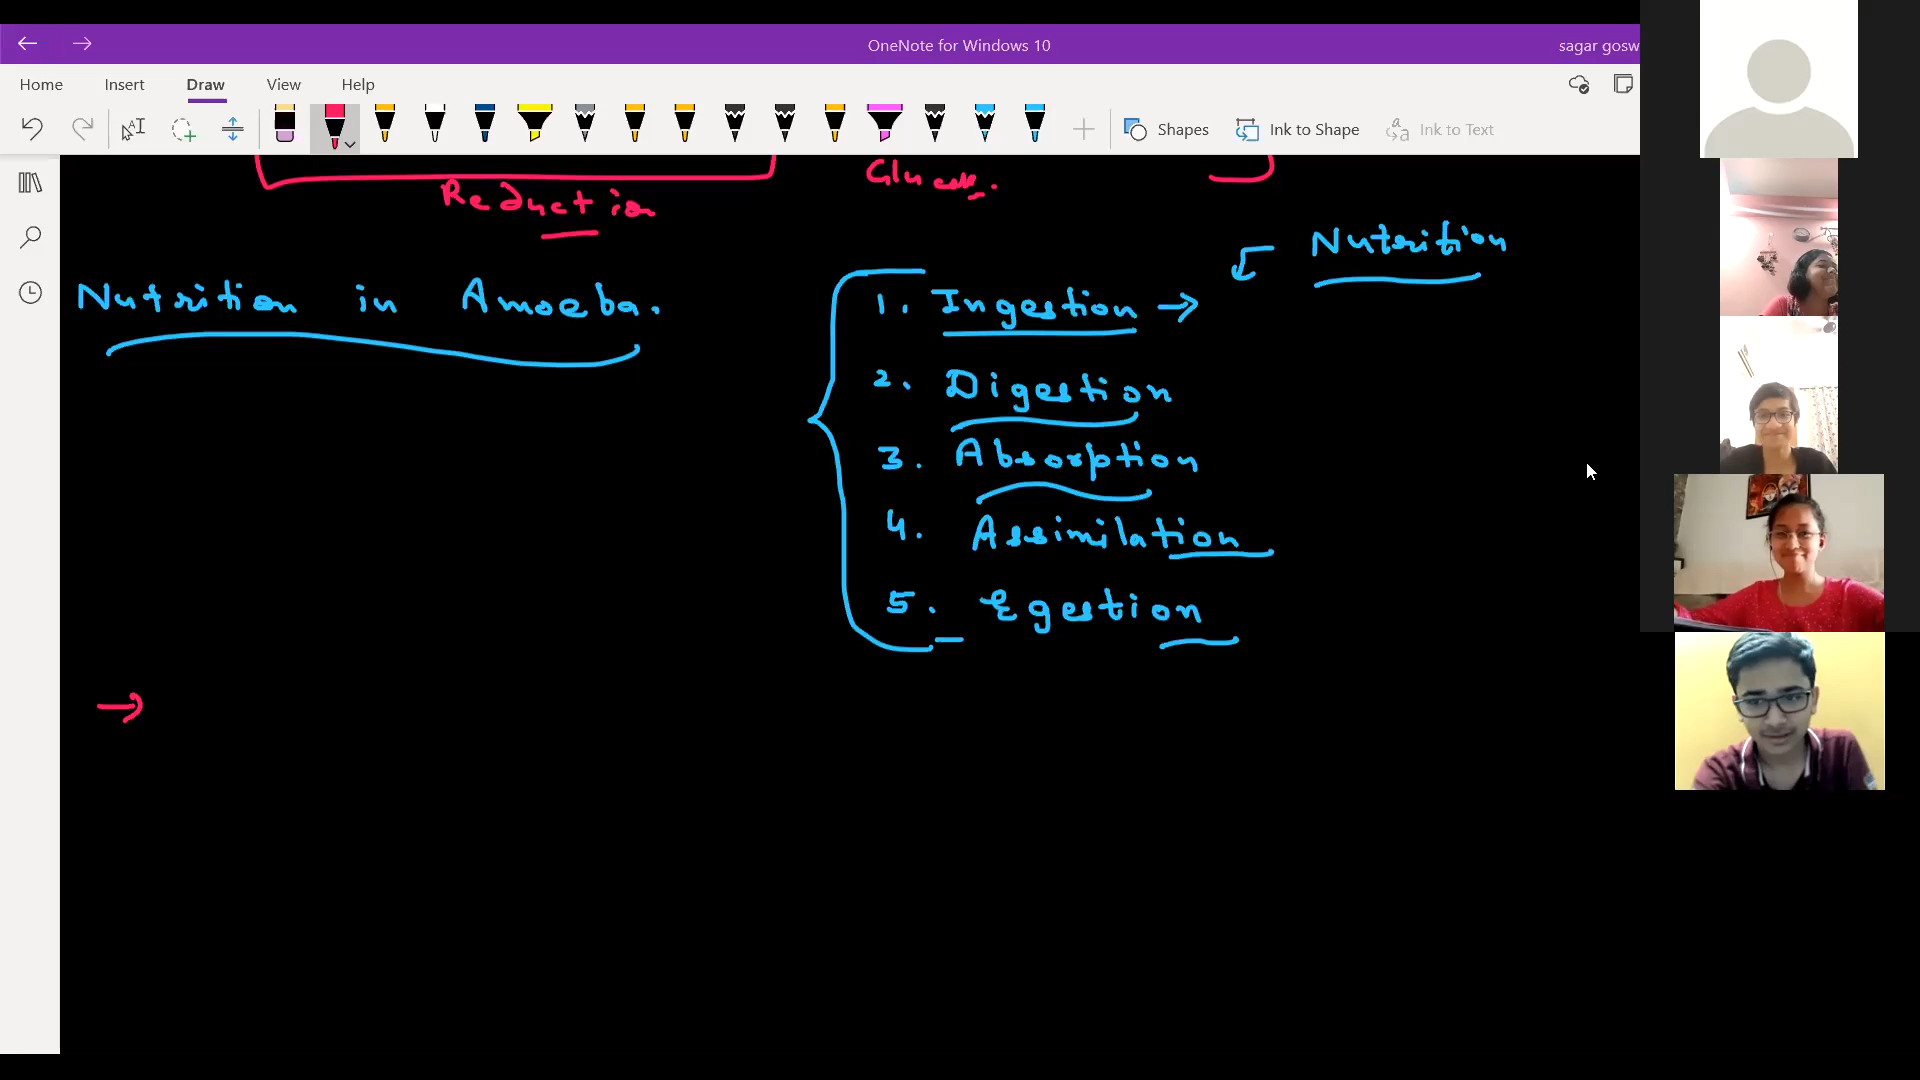 OneNote for Windows 10
sagar gosw
Home Insert Draw View Help
Shapes Ink to Shape Ink to Text
Reduction
Nutrition in Amoeba.
Nutrition
1. Ingestion →
2. Digestion
3. Absorption
4. Assimilation
5. Egestion
→